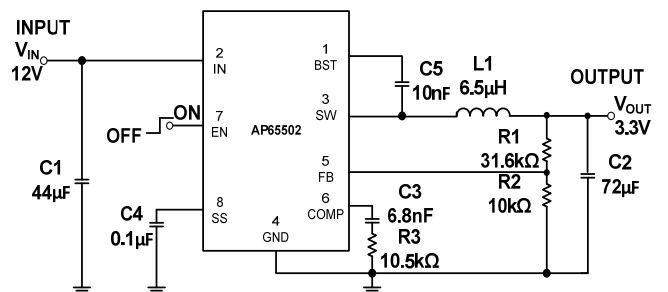 INPUT
V_IN
12V
2
IN
1
BST
C5
10nF
L1
6.5µH
OUTPUT
V_OUT
3.3V
3
SW
ON
OFF
7
EN
AP65502
R1
31.6kΩ
5
FB
C1
44µF
R2
10kΩ
C2
72µF
C3
6.8nF
6
COMP
8
SS
C4
0.1µF
4
GND
R3
10.5kΩ